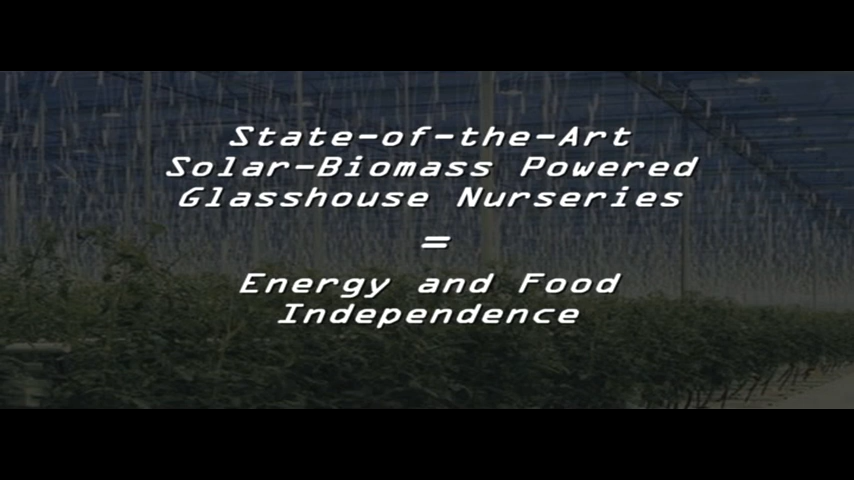 State-of-the-Art
Solar-Biomass Powered
Glasshouse Nurseries
=
Energy and Food
Independence